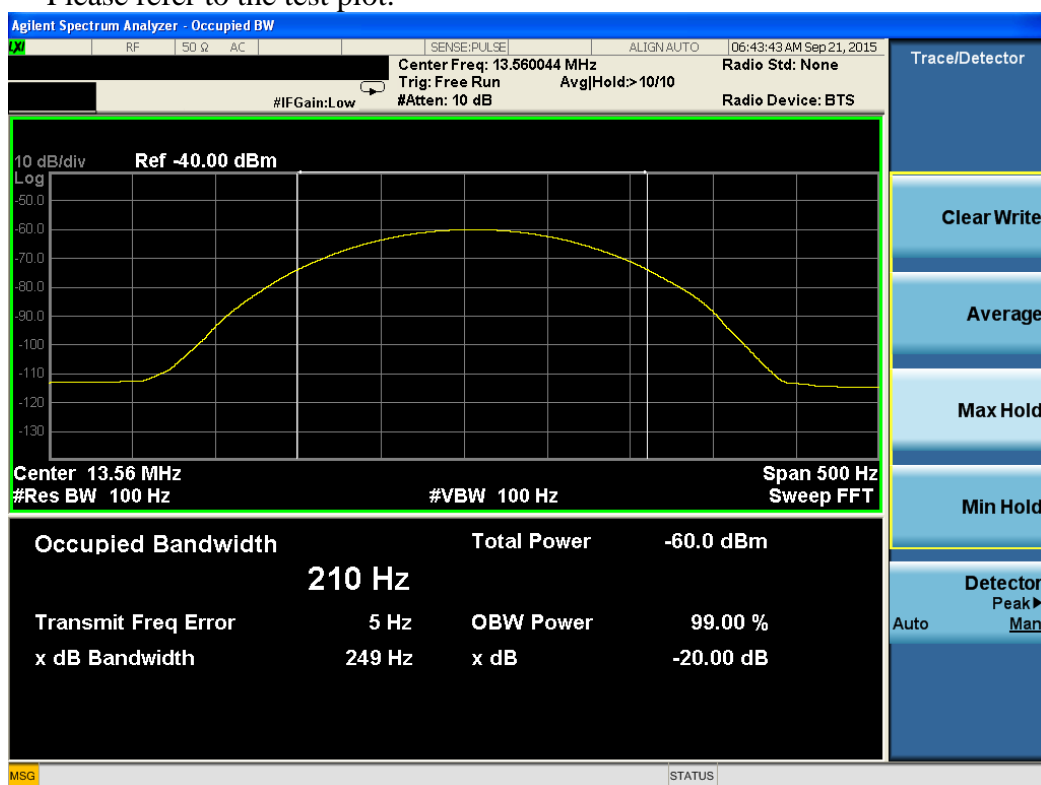 Please refer to the test plot.
Agilent Spectrum Analyzer - Occupied BW
LXI RF 50 Ω AC SENSE:PULSE ALIGN AUTO 06:43:43 AM Sep 21, 2015
Center Freq: 13.560044 MHz Radio Std: None
Trig: Free Run Avg|Hold:> 10/10
#IFGain:Low #Atten: 10 dB Radio Device: BTS
Trace/Detector
10 dB/div Ref -40.00 dBm
Log
-50.0
-60.0
-70.0
-80.0
-90.0
-100
-110
-120
-130
Center 13.56 MHz Span 500 Hz
#Res BW 100 Hz #VBW 100 Hz Sweep FFT
Occupied Bandwidth Total Power -60.0 dBm
210 Hz
Transmit Freq Error 5 Hz OBW Power 99.00 %
x dB Bandwidth 249 Hz x dB -20.00 dB
Clear Write
Average
Max Hold
Min Hold
Detector
Peak▶
Auto Man
MSG STATUS